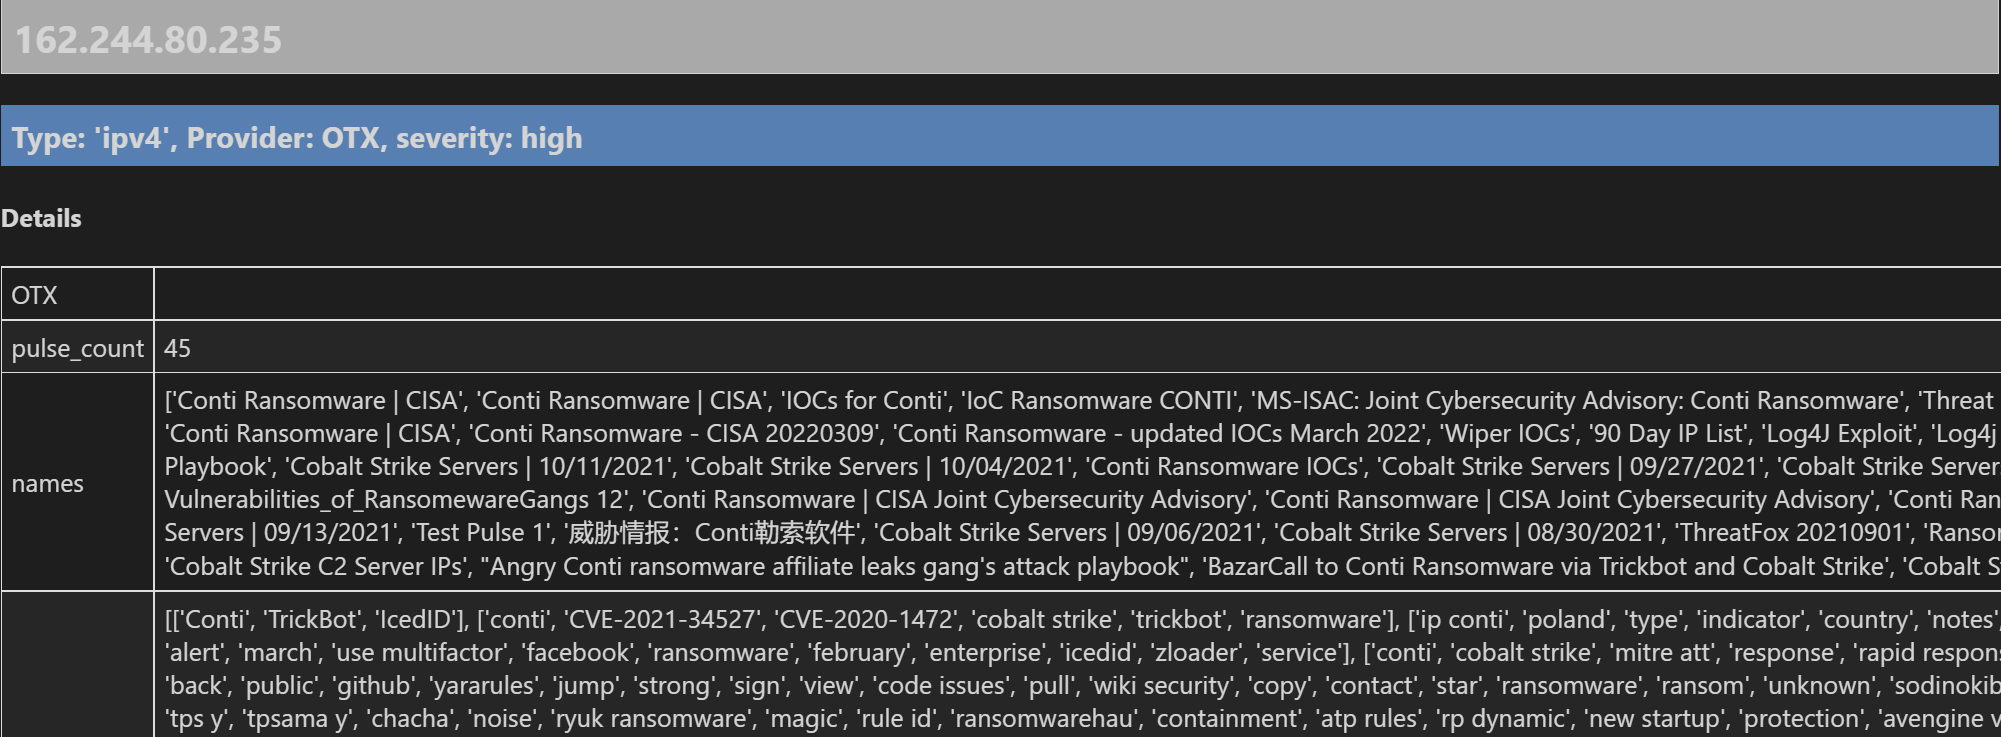 162.244.80.235
Type: 'ipv4', Provider: OTX, severity: high
Details
OTX
pulse_count 45
names
['Conti Ransomware | CISA', 'Conti Ransomware | CISA', 'IOCs for Conti', 'IoC Ransomware CONTI', 'MS-ISAC: Joint Cybersecurity Advisory: Conti Ransomware', 'Threat
'Conti Ransomware | CISA', 'Conti Ransomware - CISA 20220309', 'Conti Ransomware - updated IOCs March 2022', 'Wiper IOCs', '90 Day IP List', 'Log4J Exploit', 'Log4j
Playbook', 'Cobalt Strike Servers | 10/11/2021', 'Cobalt Strike Servers | 10/04/2021', 'Conti Ransomware IOCs', 'Cobalt Strike Servers | 09/27/2021', 'Cobalt Strike Server
Vulnerabilities_of_RansomewareGangs 12', 'Conti Ransomware | CISA Joint Cybersecurity Advisory', 'Conti Ransomware | CISA Joint Cybersecurity Advisory', 'Conti Ran
Servers | 09/13/2021', 'Test Pulse 1', '威胁情报：Conti勒索软件', 'Cobalt Strike Servers | 09/06/2021', 'Cobalt Strike Servers | 08/30/2021', 'ThreatFox 20210901', 'Ranso
'Cobalt Strike C2 Server IPs', "Angry Conti ransomware affiliate leaks gang's attack playbook", 'BazarCall to Conti Ransomware via Trickbot and Cobalt Strike', 'Cobalt S
[['Conti', 'TrickBot', 'IcedID'], ['conti', 'CVE-2021-34527', 'CVE-2020-1472', 'cobalt strike', 'trickbot', 'ransomware'], ['ip conti', 'poland', 'type', 'indicator', 'country', 'notes',
'alert', 'march', 'use multifactor', 'facebook', 'ransomware', 'february', 'enterprise', 'icedid', 'zloader', 'service'], ['conti', 'cobalt strike', 'mitre att', 'response', 'rapid respon
'back', 'public', 'github', 'yararules', 'jump', 'strong', 'sign', 'view', 'code issues', 'pull', 'wiki security', 'copy', 'contact', 'star', 'ransomware', 'ransom', 'unknown', 'sodinokib
'tps y', 'tpsama y', 'chacha', 'noise', 'ryuk ransomware', 'magic', 'rule id', 'ransomwarehau', 'containment', 'atp rules', 'rp dynamic', 'new startup', 'protection', 'avengine v